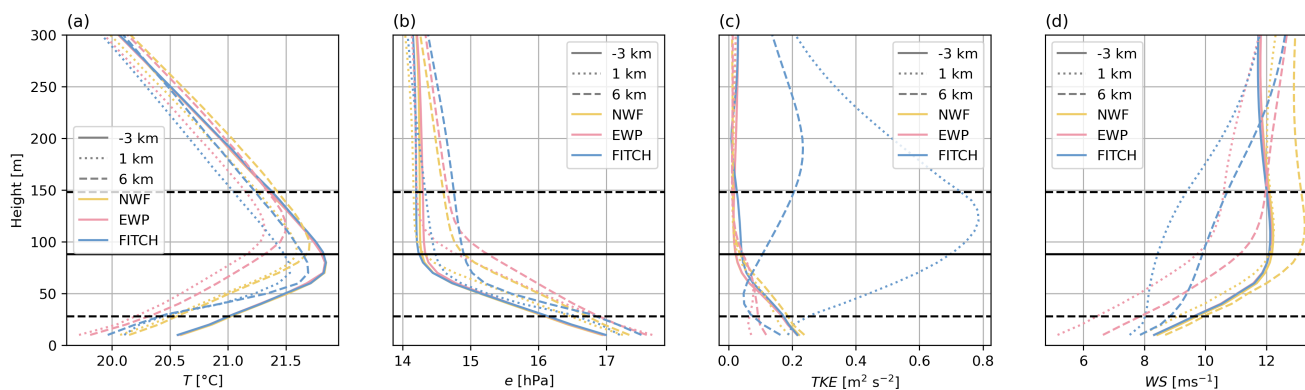 (a) (b) (c) (d)
Height [m]
300
250
200
150
100
50
0
-3 km
1 km
6 km
NWF
EWP
FITCH
20.0 20.5 21.0 21.5
T [°C]
-3 km
1 km
6 km
NWF
EWP
FITCH
14 15 16 17
e [hPa]
-3 km
1 km
6 km
NWF
EWP
FITCH
0.0 0.2 0.4 0.6 0.8
TKE [m² s⁻²]
-3 km
1 km
6 km
NWF
EWP
FITCH
6 8 10 12
WS [ms⁻¹]